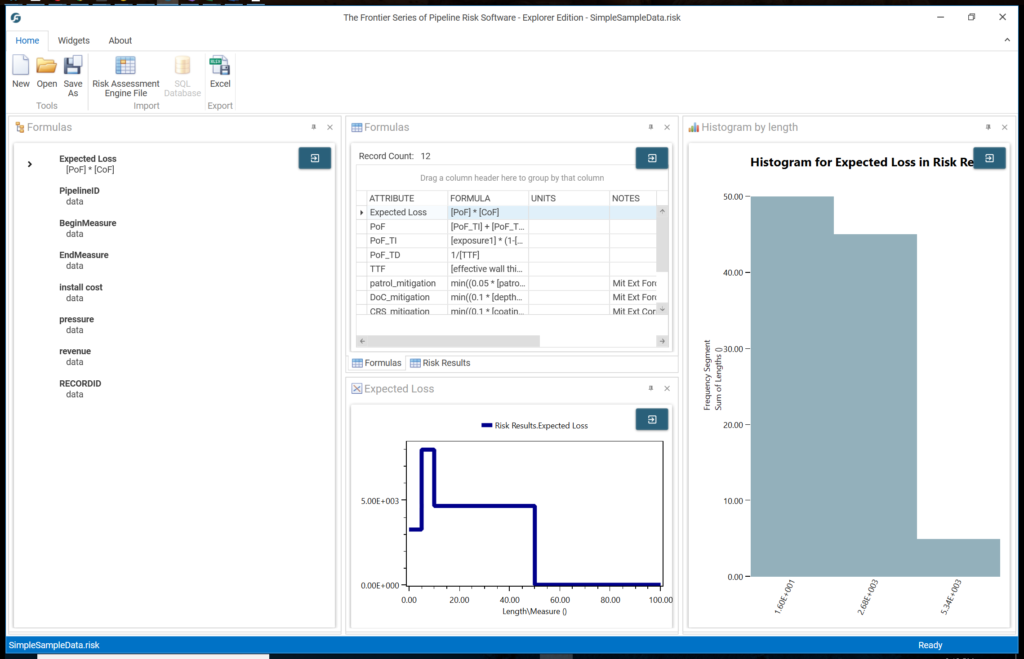 The Frontier Series of Pipeline Risk Software - Explorer Edition - SimpleSampleData.risk
Home Widgets About
New Open Save As
Risk Assessment Engine File
SQL Database
Excel
Tools Import Export
Formulas
Expected Loss
[PoF] * [CoF]
PipelineID
data
BeginMeasure
data
EndMeasure
data
install cost
data
pressure
data
revenue
data
RECORDID
data
Formulas
Record Count: 12
Drag a column header here to group by that column
ATTRIBUTE FORMULA UNITS NOTES
Expected Loss [PoF] * [CoF]
PoF [PoF_TI] + [PoF_T...
PoF_TI [exposure1] * (1-[...
PoF_TD 1/[TTF]
TTF [effective wall thi...
patrol_mitigation min((0.05 * [patro... Mit Ext Forc
DoC_mitigation min((0.1 * [depth... Mit Ext Forc
CRS_mitigation min((0.1 * [coatin... Mit Ext Cor
Formulas Risk Results
Expected Loss
Risk Results.Expected Loss
5.00E+003
0.00E+000
0.00 20.00 40.00 60.00 80.00 100.00
Length\Measure ()
Histogram by length
Histogram for Expected Loss in Risk Re
50.00
40.00
30.00
20.00
10.00
0.00
Frequency Segment
Sum of Lengths ()
1.60E+001 2.68E+003 5.34E+003
SimpleSampleData.risk Ready